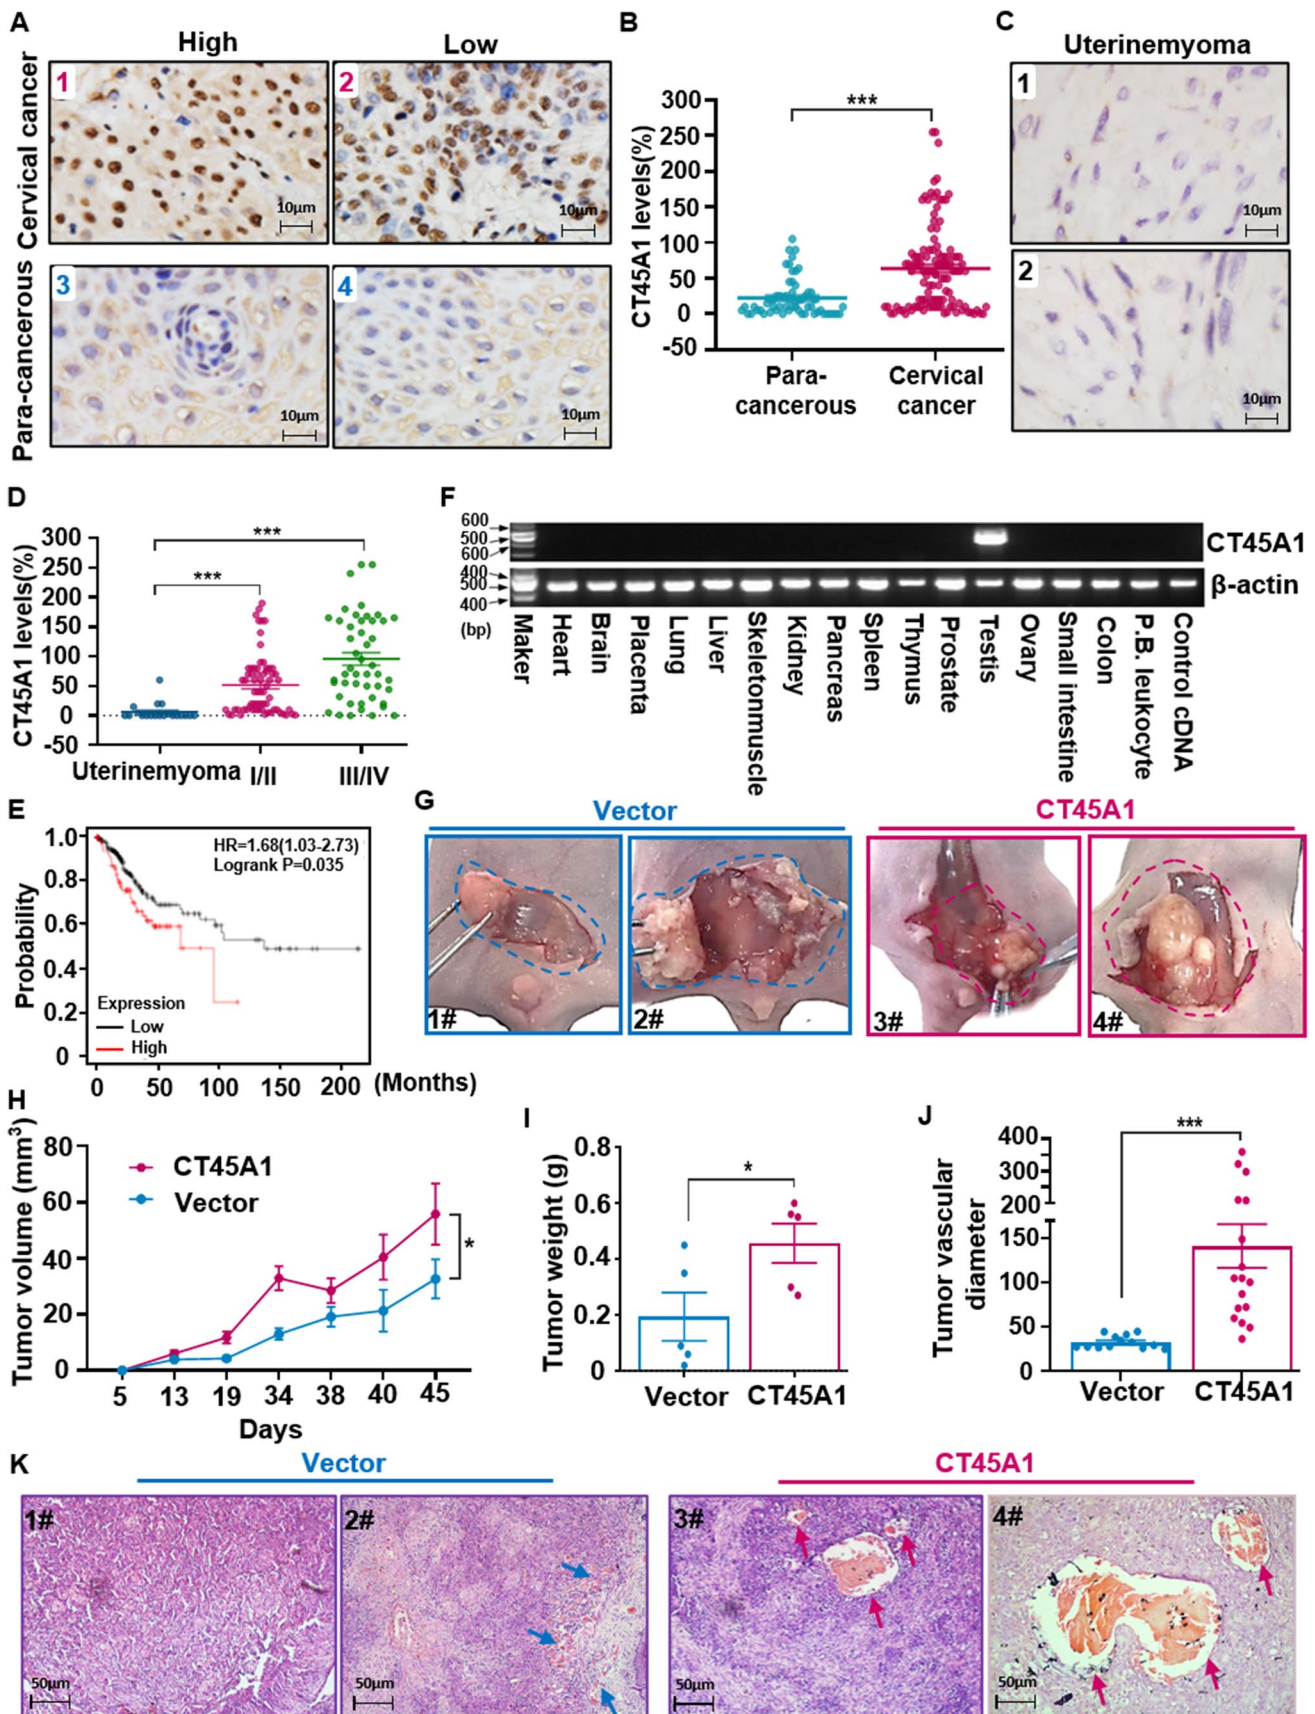 A
High
Low
Cervical cancer
Para-cancerous
1
10μm
2
10μm
3
10μm
4
10μm
B
CT45A1 levels(%)
300
250
200
150
100
50
0
-50
***
Para-
cancerous
Cervical
cancer
C
Uterinemyoma
1
10μm
2
10μm
D
CT45A1 levels(%)
300
250
200
150
100
50
0
-50
***
***
Uterinemyoma
I/II
III/IV
F
600
500
600
400
500
400
(bp)
CT45A1
β-actin
Maker
Heart
Brain
Placenta
Lung
Liver
Skeletonmuscle
Kidney
Pancreas
Spleen
Thymus
Prostate
Testis
Ovary
Small intestine
Colon
P.B. leukocyte
Control cDNA
E
Probability
1.0
0.8
0.6
0.4
0.2
0
HR=1.68(1.03-2.73)
Logrank P=0.035
Expression
Low
High
0 50 100 150 200 (Months)
G
Vector
CT45A1
1#
2#
3#
4#
H
Tumor volume (mm³)
80
60
40
20
0
CT45A1
Vector
*
5 13 19 34 38 40 45
Days
I
Tumor weight (g)
0.8
0.6
0.4
0.2
0
*
Vector CT45A1
J
Tumor vascular
diameter
400
300
200
150
100
50
0
***
Vector CT45A1
K
Vector
CT45A1
1#
50μm
2#
50μm
3#
50μm
4#
50μm